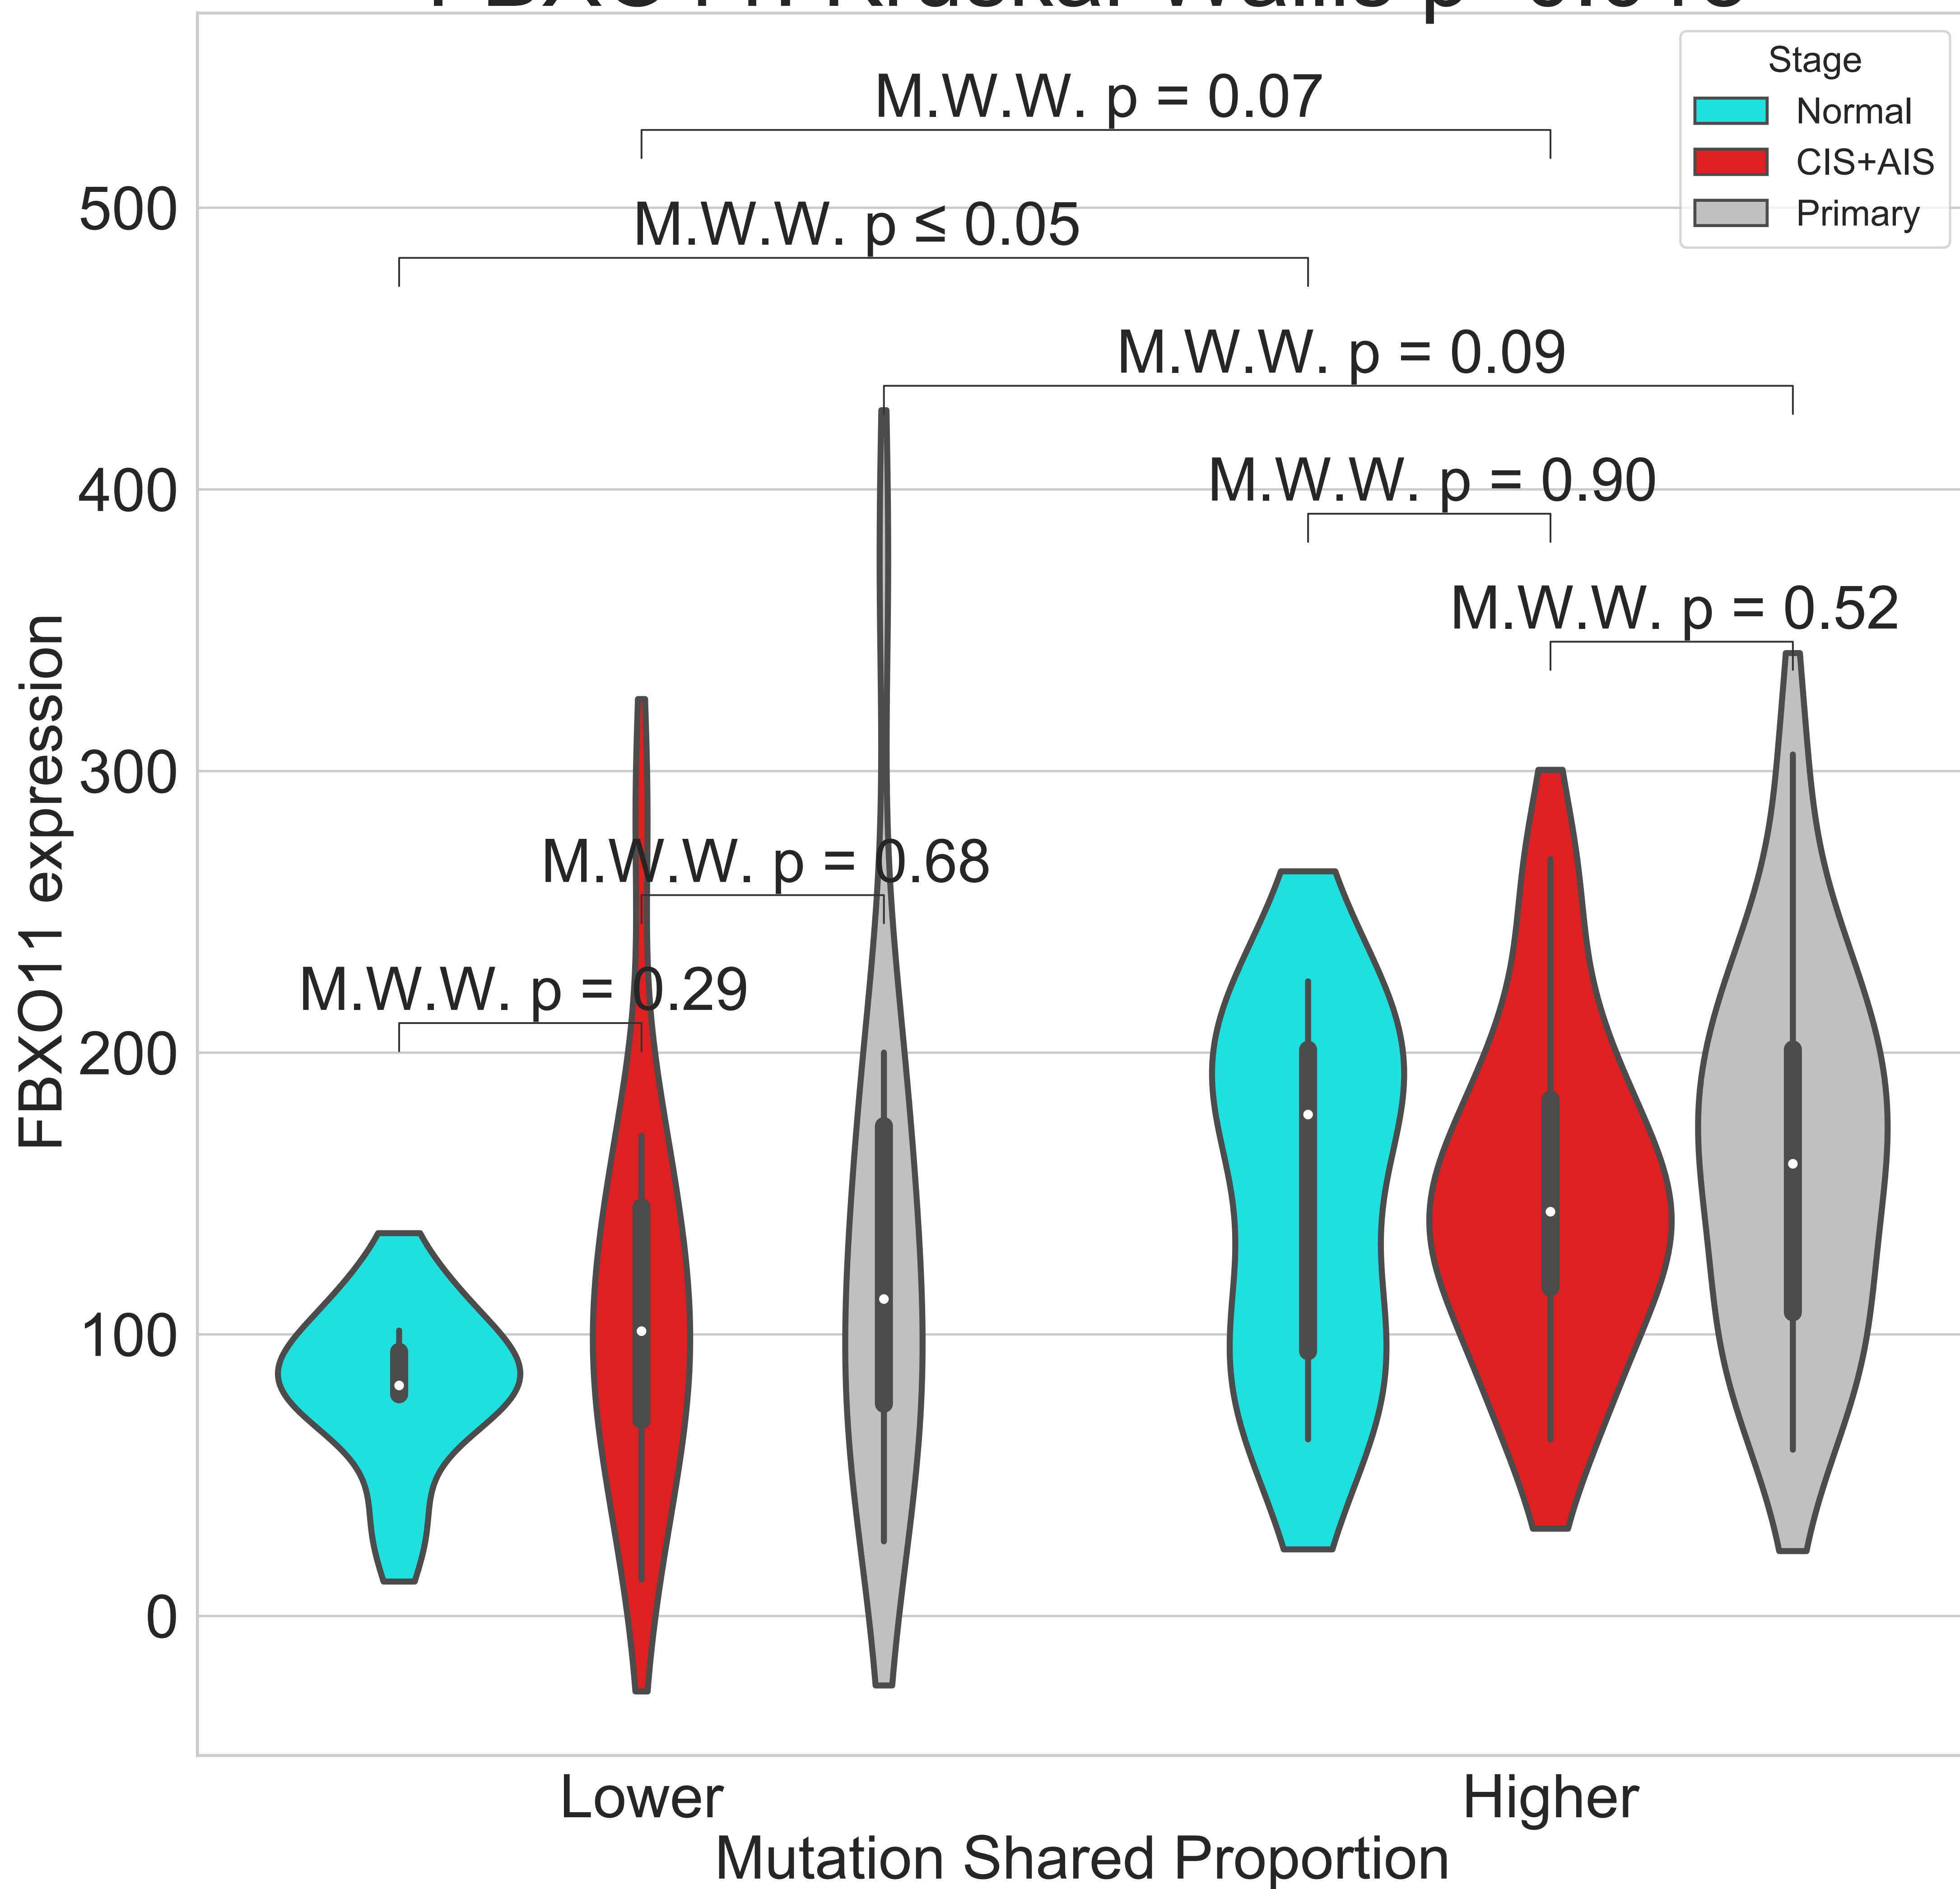 Stage
Normal
CIS+AIS
Primary
M.W.W. p = 0.07
M.W.W. p ≤ 0.05
M.W.W. p = 0.09
M.W.W. p = 0.90
M.W.W. p = 0.52
M.W.W. p = 0.68
M.W.W. p = 0.29
500
400
300
200
100
0
FBXO11 expression
Lower
Higher
Mutation Shared Proportion